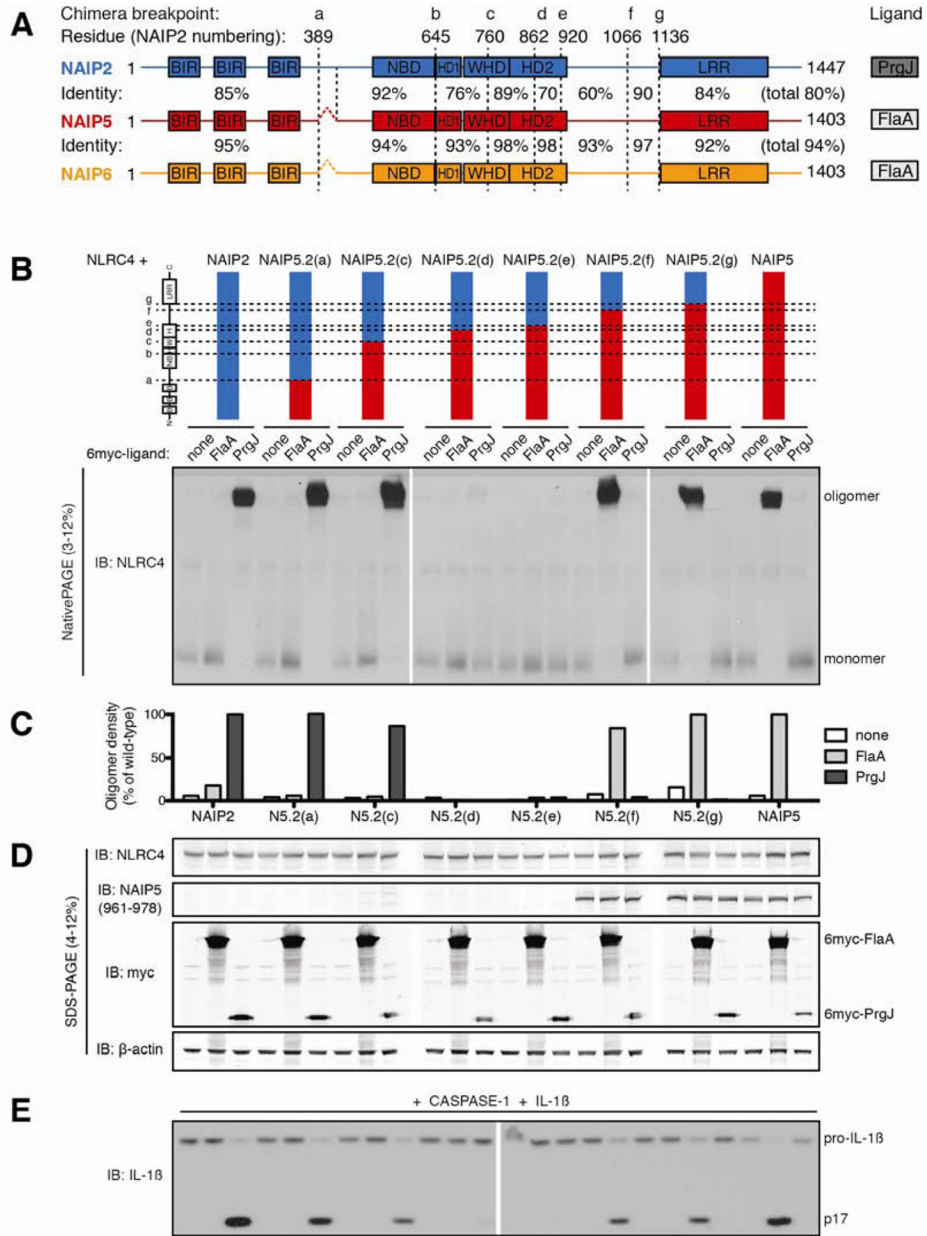 A
Chimera breakpoint: a b c d e f g Ligand
Residue (NAIP2 numbering): 389 645 760 862 920 1066 1136
NAIP2 1 BIR BIR BIR NBD HD1 WHD HD2 LRR 1447 PrgJ
Identity: 85% 92% 76% 89% 70 60% 90 84% (total 80%)
NAIP5 1 BIR BIR BIR NBD HD1 WHD HD2 LRR 1403 FlaA
Identity: 95% 94% 93% 98% 98 93% 97 92% (total 94%)
NAIP6 1 BIR BIR BIR NBD HD1 WHD HD2 LRR 1403 FlaA
B
NLRC4 + NAIP2 NAIP5.2(a) NAIP5.2(c) NAIP5.2(d) NAIP5.2(e) NAIP5.2(f) NAIP5.2(g) NAIP5
C
LRR
g
f
e
d
c
b
a
H
W
N
6myc-ligand: none FlaA PrgJ none FlaA PrgJ none FlaA PrgJ none FlaA PrgJ none FlaA PrgJ none FlaA PrgJ none FlaA PrgJ none FlaA PrgJ
NativePAGE (3-12%)
IB: NLRC4
oligomer
monomer
C
Oligomer density
(% of wild-type)
100
50
0
NAIP2 N5.2(a) N5.2(c) N5.2(d) N5.2(e) N5.2(f) N5.2(g) NAIP5
none
FlaA
PrgJ
D
SDS-PAGE (4-12%)
IB: NLRC4
IB: NAIP5
(961-978)
IB: myc
6myc-FlaA
6myc-PrgJ
IB: β-actin
E
+ CASPASE-1 + IL-1ß
IB: IL-1ß
pro-IL-1ß
p17